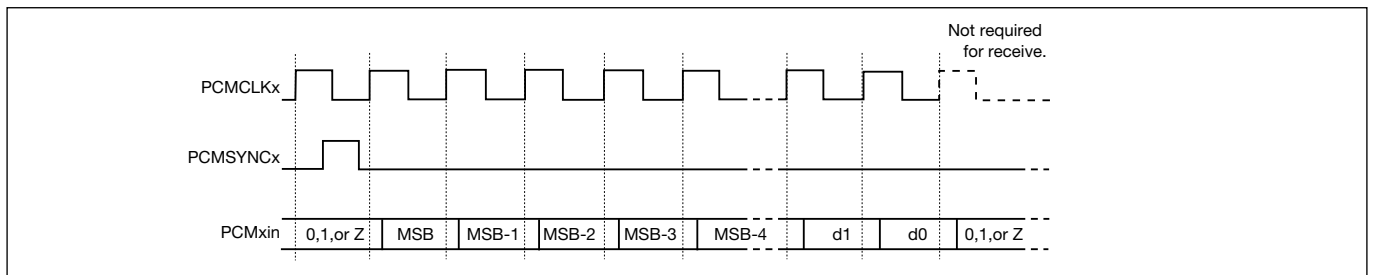 Not required
for receive.
PCMCLKx
PCMSYNCx
PCMxin 0,1,or Z MSB MSB-1 MSB-2 MSB-3 MSB-4 d1 d0 0,1,or Z